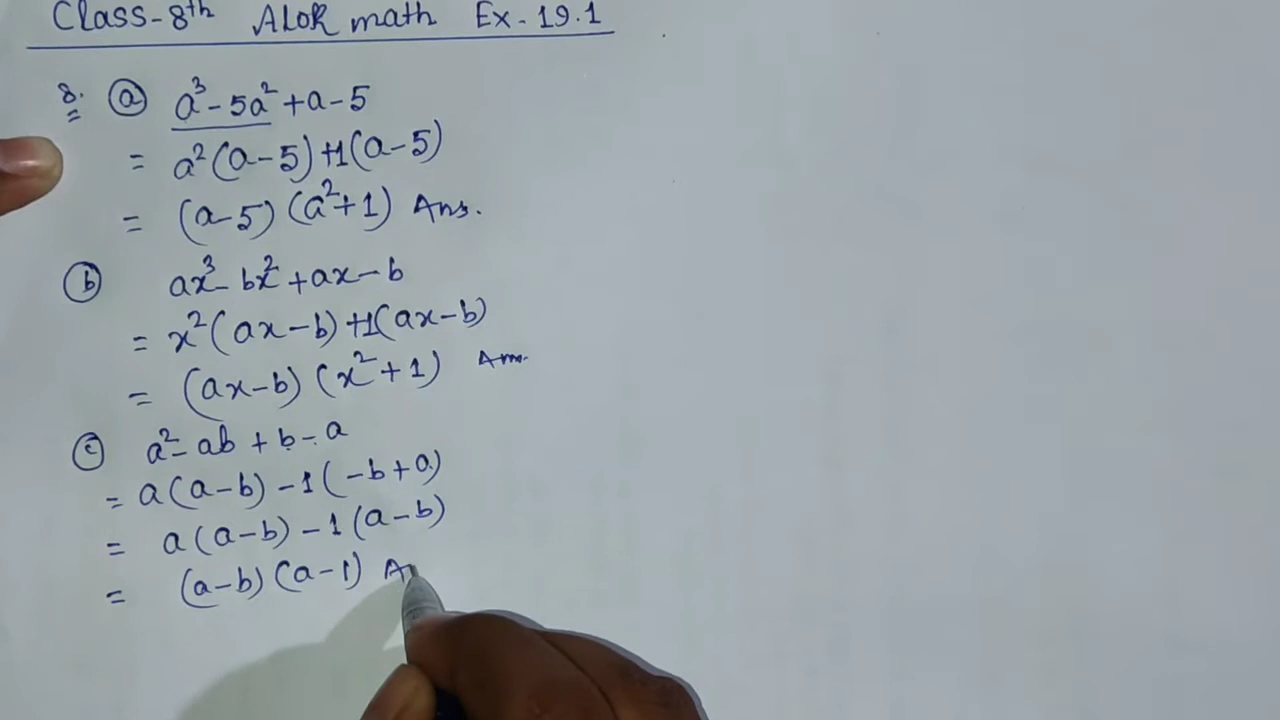 Class-8th ALOK math Ex-19.1
8. (a) a³ - 5a² + a - 5
= a²(a-5)+1(a-5)
= (a-5) (a²+1) Ans.
(b) ax³ - bx² + ax - b
= x²(ax-b)+1(ax-b)
= (ax-b) (x²+1) Ans.
(c) a² - ab + b - a
= a(a-b) -1(-b+a)
= a(a-b) -1(a-b)
= (a-b) (a-1) A